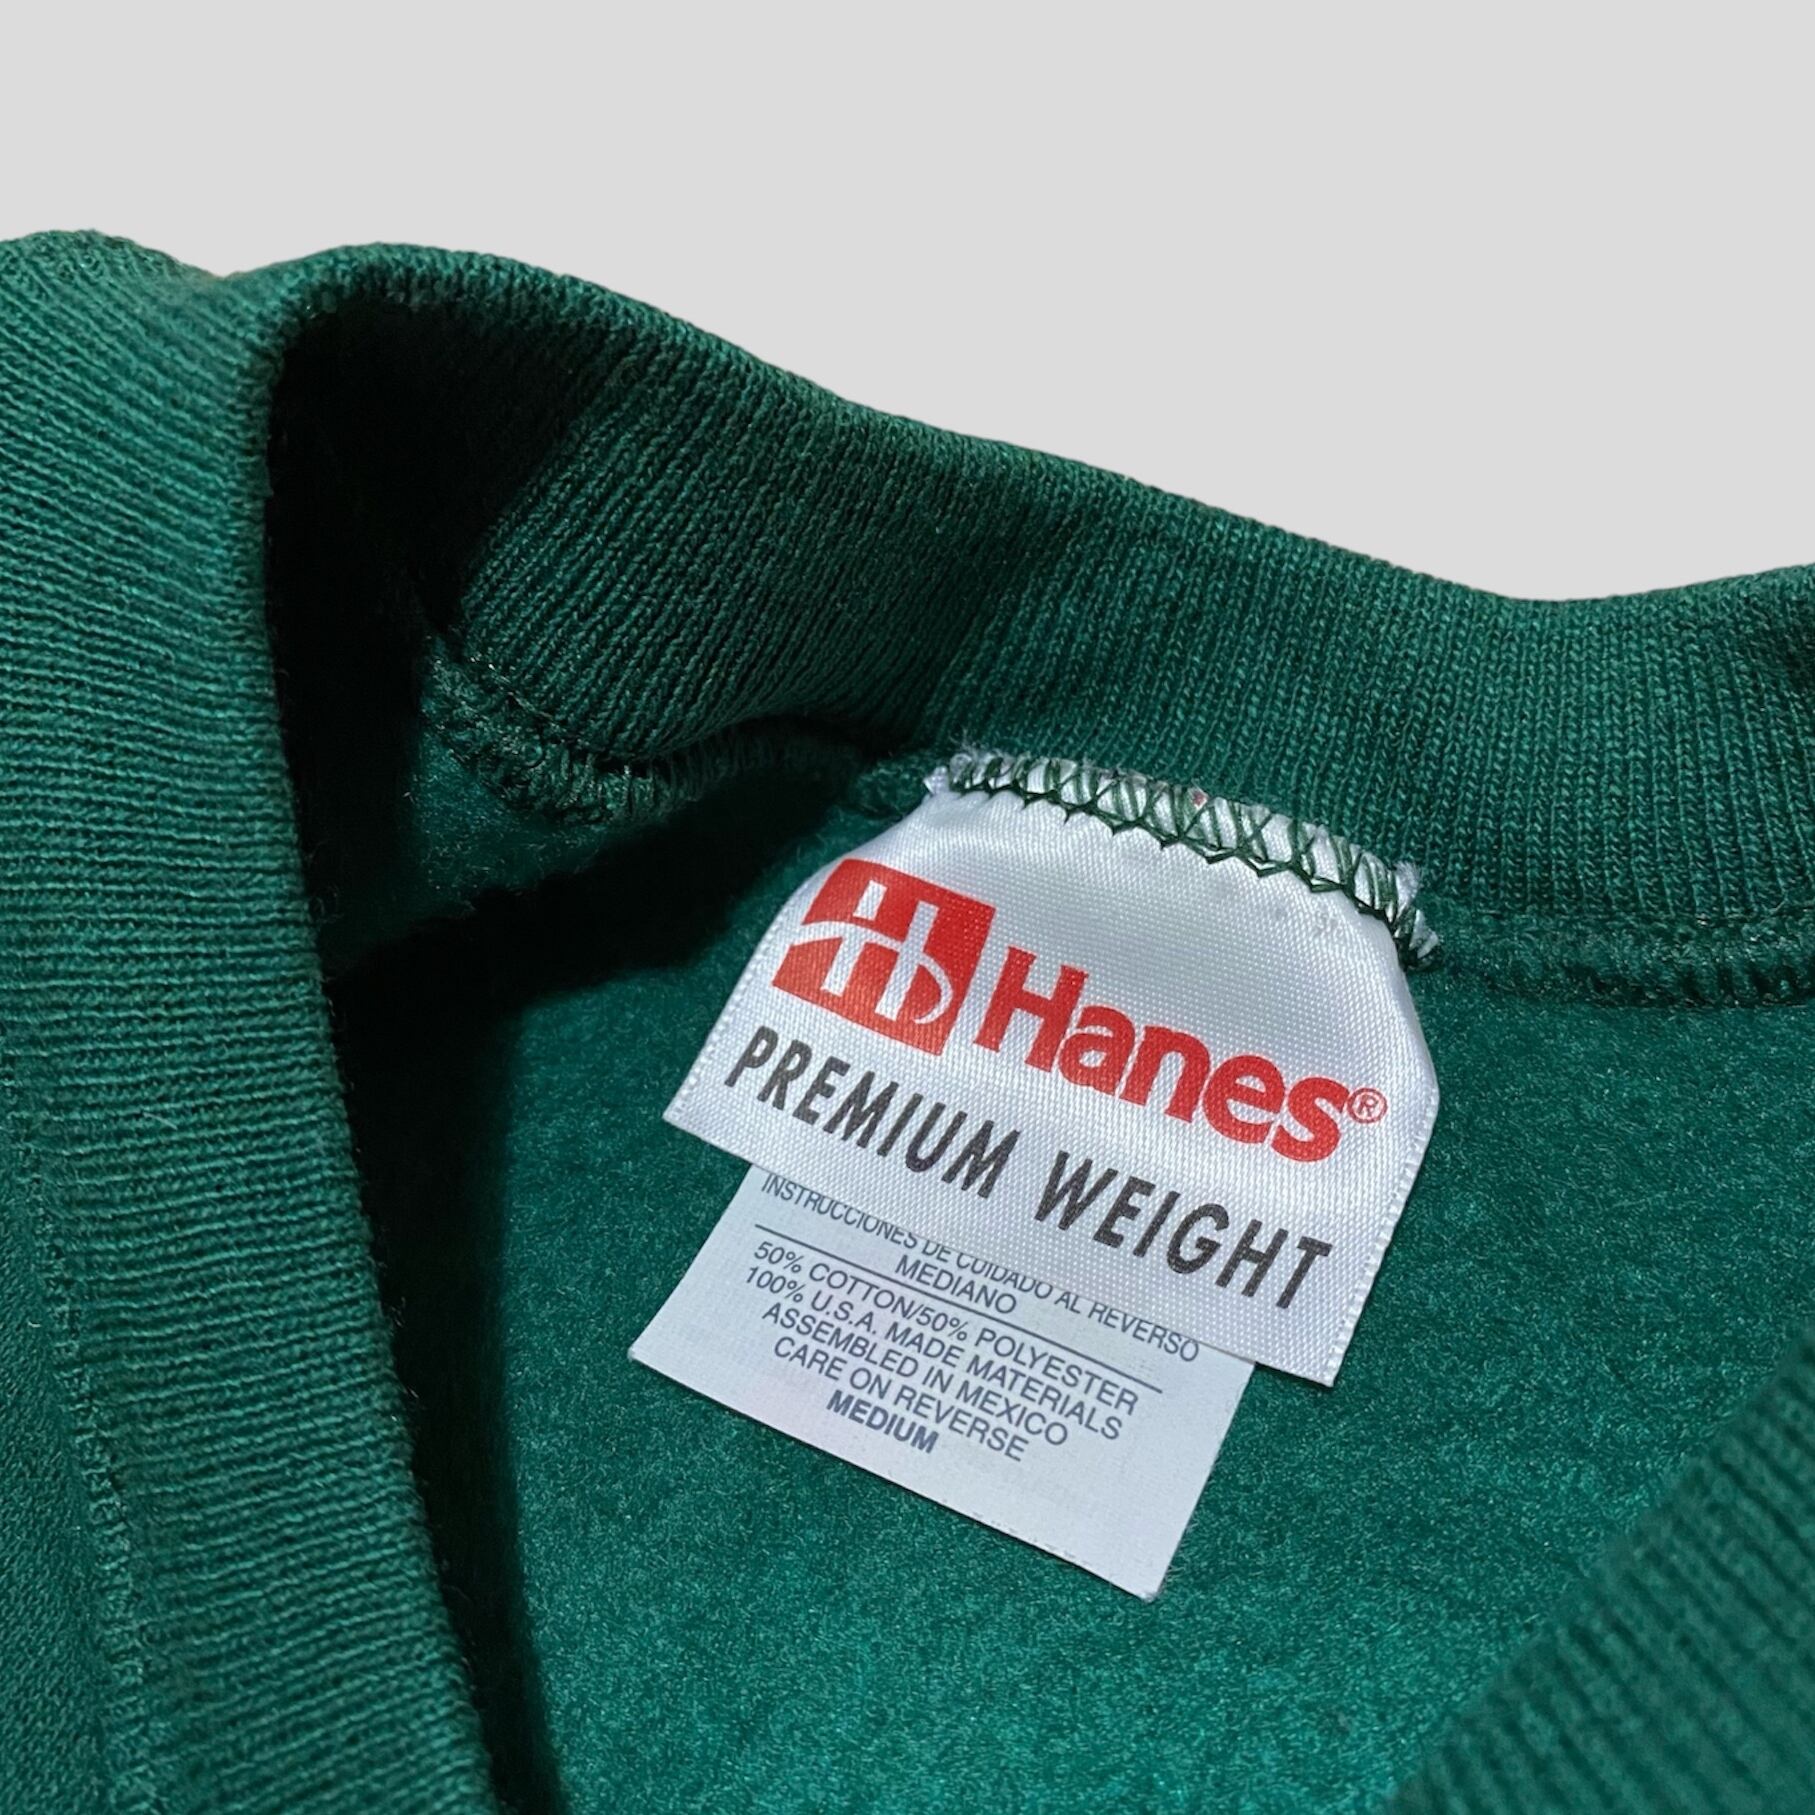 Hanes®
PREMIUM WEIGHT
INSTRUCCIONES DE CUIDADO AL REVERSO
MEDIANO
50% COTTON/50% POLYESTER
100% U.S.A. MADE MATERIALS
ASSEMBLED IN MEXICO
CARE ON REVERSE
MEDIUM